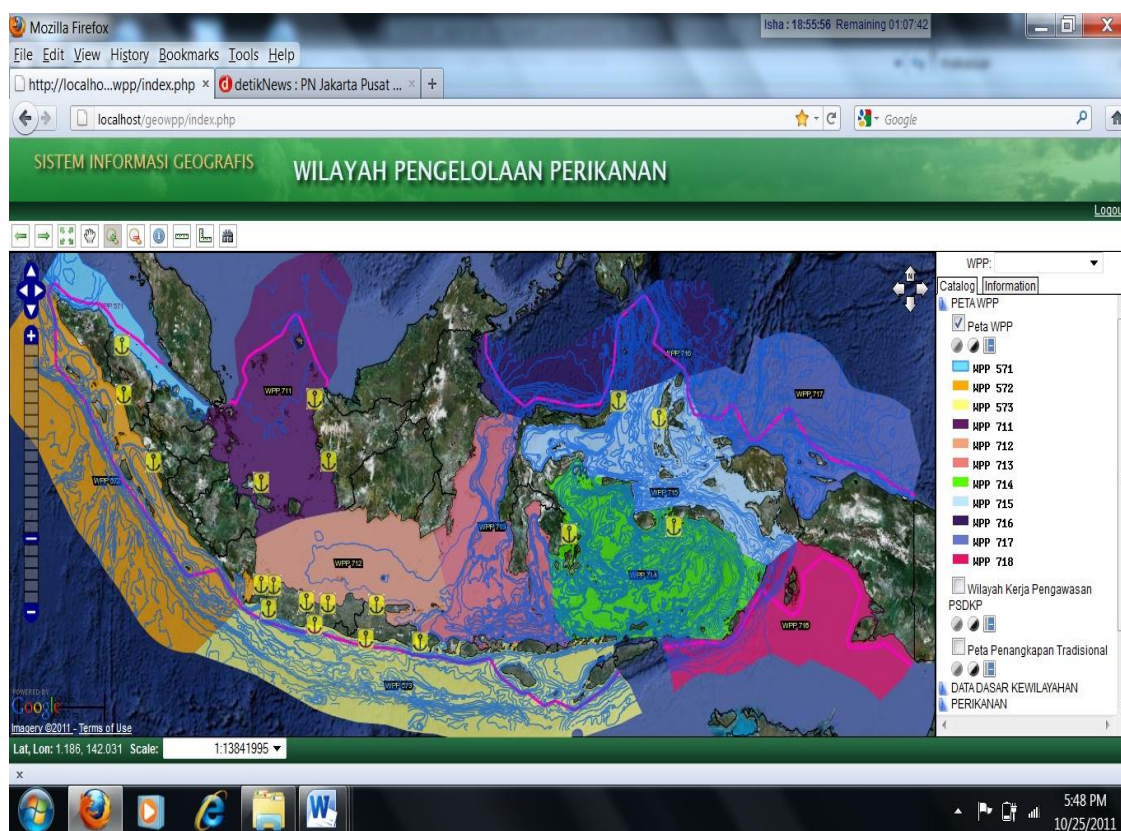 Mozilla Firefox
Isha : 18:55:56 Remaining 01:07:42
File Edit View History Bookmarks Tools Help
http://localho...wpp/index.php × detikNews : PN Jakarta Pusat ... × +
localhost/geowpp/index.php
Google
SISTEM INFORMASI GEOGRAFIS WILAYAH PENGELOLAAN PERIKANAN
Logou
WPP:
Catalog Information
PETA WPP
Peta WPP
WPP 571
WPP 572
WPP 573
WPP 711
WPP 712
WPP 713
WPP 714
WPP 715
WPP 716
WPP 717
WPP 718
Wilayah Kerja Pengawasan
PSDKP
Peta Penangkapan Tradisional
DATA DASAR KEWILAYAHAN
PERIKANAN
N
WPP 571
WPP 716
WPP 711
WPP 717
WPP 572
WPP 715
WPP 713
WPP 712
WPP 714
WPP 718
WPP 573
POWERED BY
Google
Imagery ©2011 - Terms of Use
Lat, Lon: 1.186, 142.031 Scale: 1:13841995
x
5:48 PM
10/25/2011